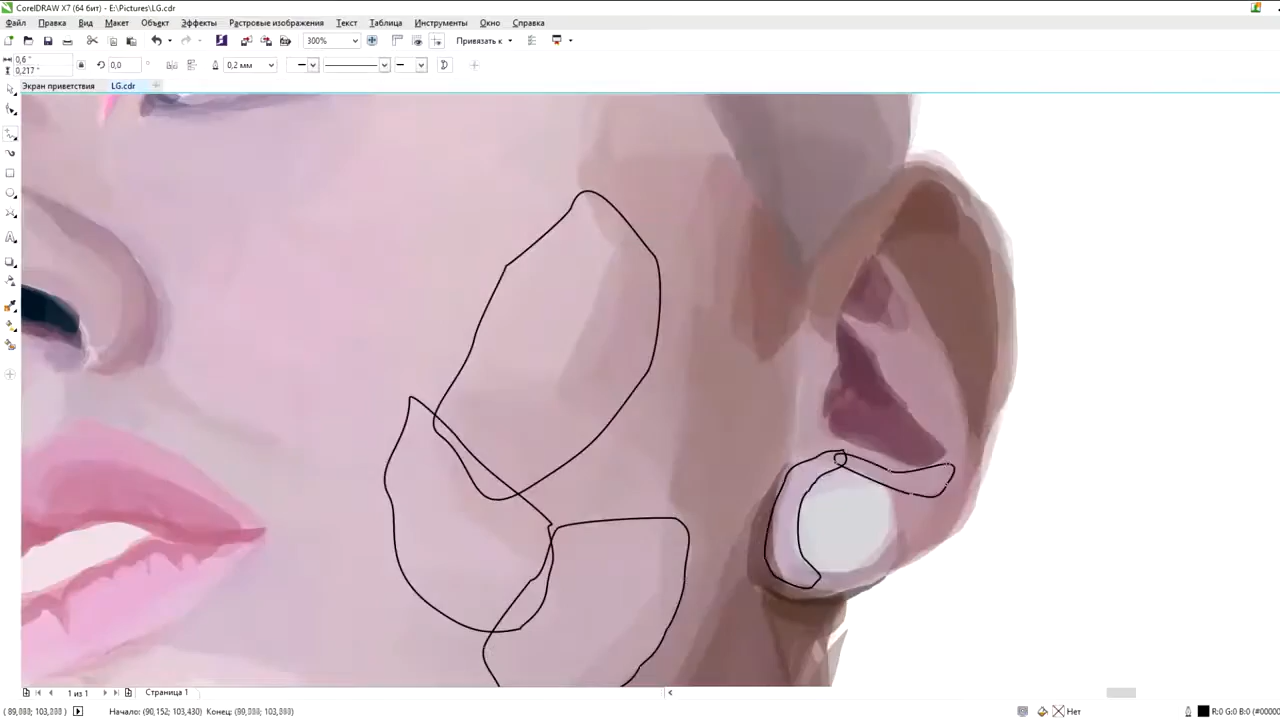 CorelDRAW X7 (64 бит) - E:\Pictures\LG.cdr
Файл Правка Вид Макет Объект Эффекты Растровые изображения Текст Таблица Инструменты Окно Справка
300% Привязать к
0,6 "
0,217 "
0,0 °
0,2 мм
Экран приветствия LG.cdr
1 из 1 Страница 1
Начало: (90,152; 103,430) Конец: (99,888; 103,888)
Нет
R:0 G:0 B:0 (#00000